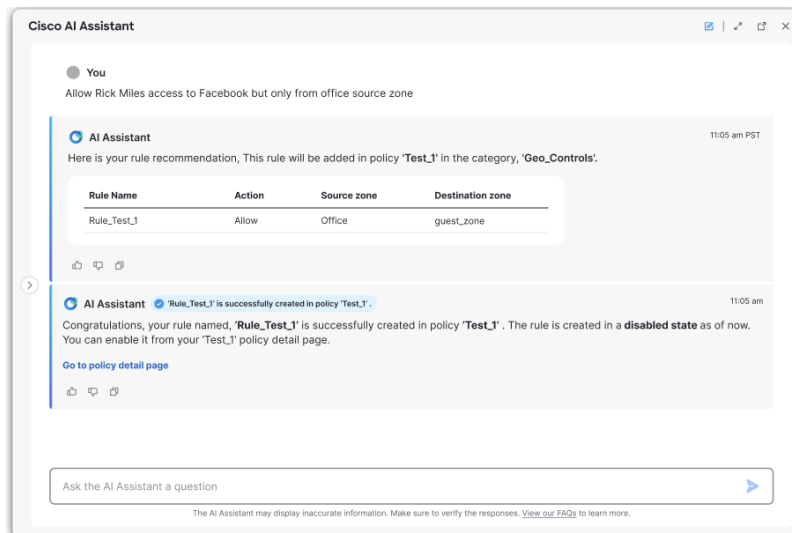 Cisco AI Assistant
You
Allow Rick Miles access to Facebook but only from office source zone
AI Assistant
11:05 am PST
Here is your rule recommendation, This rule will be added in policy 'Test_1' in the category, 'Geo_Controls'.
Rule Name Action Source zone Destination zone
Rule_Test_1 Allow Office guest_zone
AI Assistant 'Rule_Test_1' is successfully created in policy 'Test_1' .
11:05 am
Congratulations, your rule named, 'Rule_Test_1' is successfully created in policy 'Test_1' . The rule is created in a disabled state as of now.
You can enable it from your 'Test_1' policy detail page.
Go to policy detail page
Ask the AI Assistant a question
The AI Assistant may display inaccurate information. Make sure to verify the responses. View our FAQs to learn more.